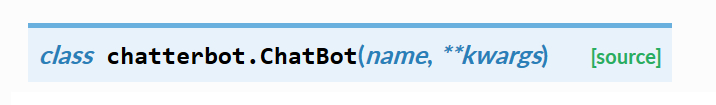 class chatterbot.ChatBot(name, **kwargs) [source]